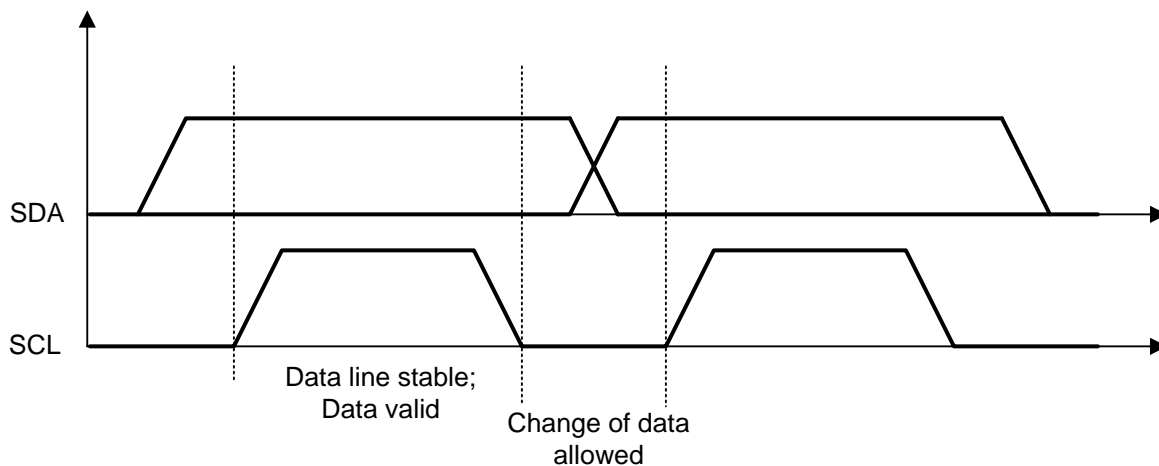 SDA
SCL
Data line stable;
Data valid
Change of data
allowed